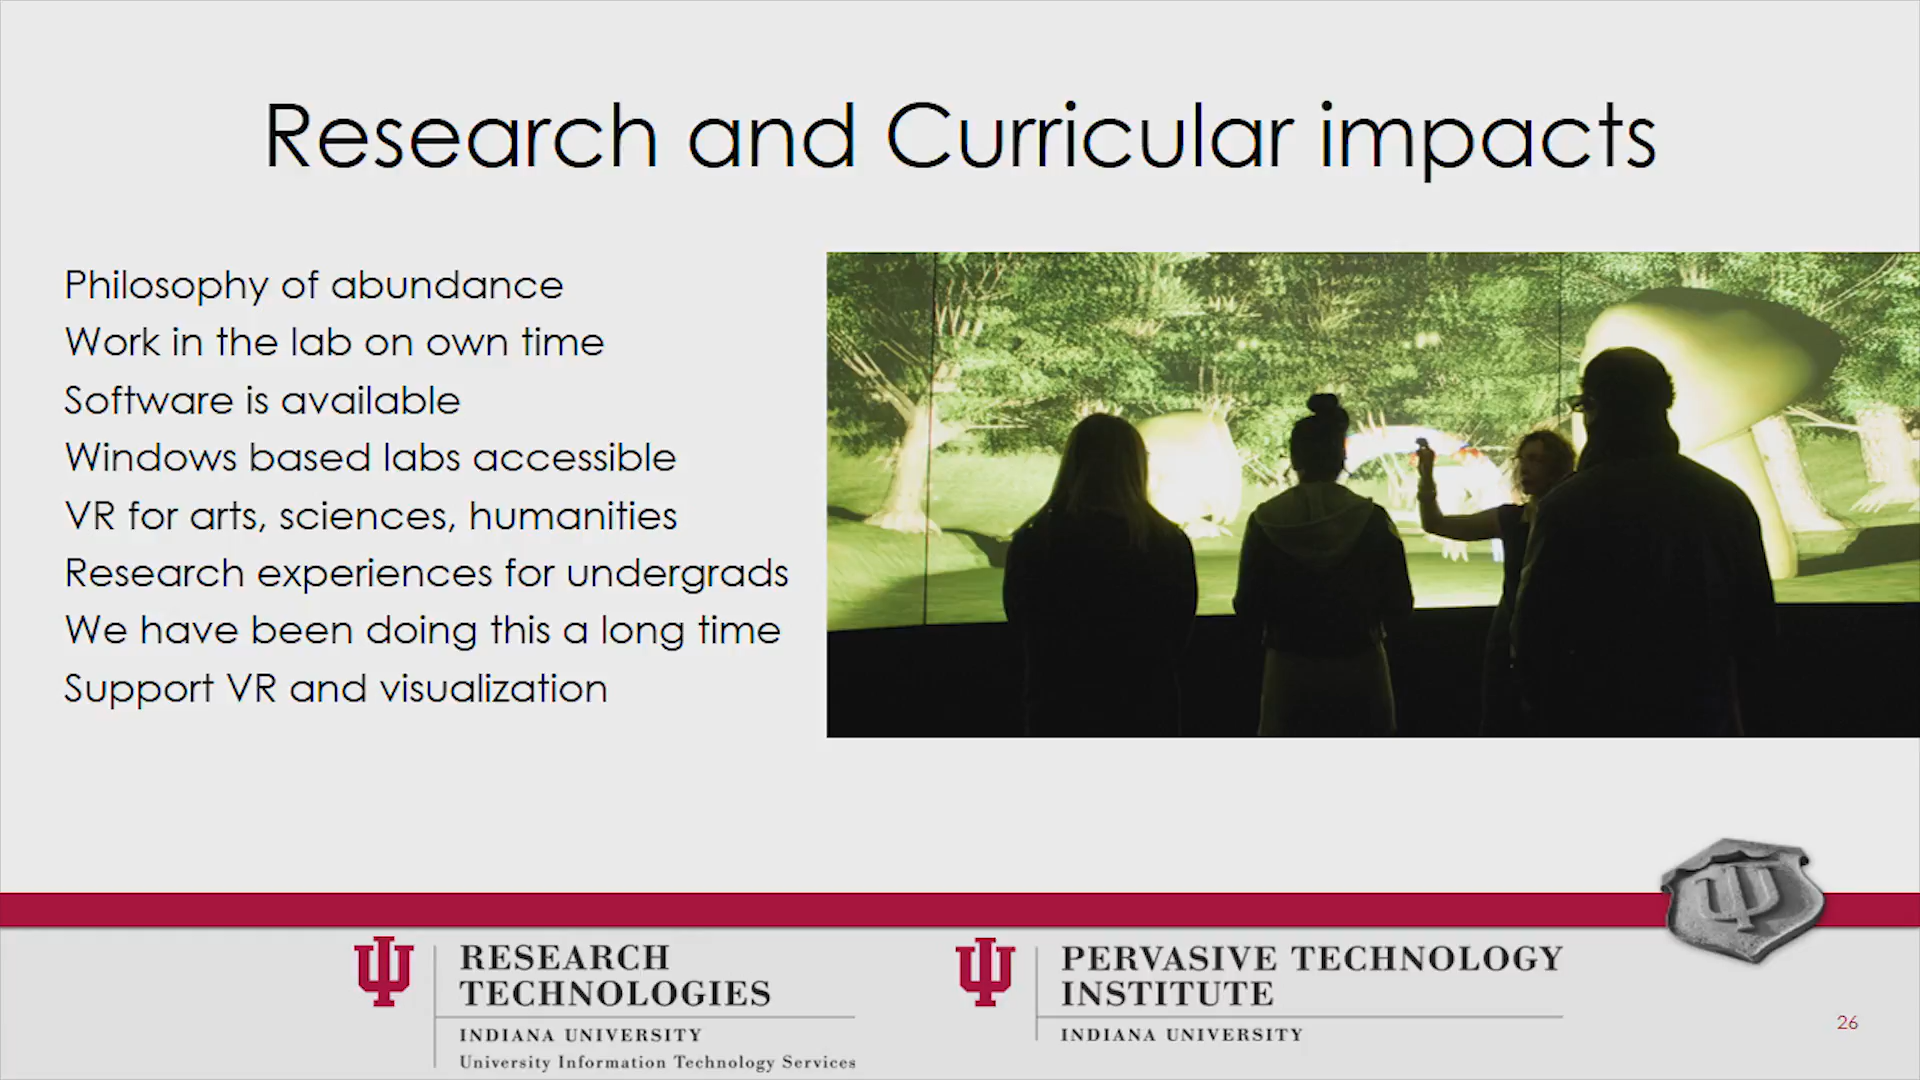 Research and Curricular impacts
Philosophy of abundance
Work in the lab on own time
Software is available
Windows based labs accessible
VR for arts, sciences, humanities
Research experiences for undergrads
We have been doing this a long time
Support VR and visualization
RESEARCH
TECHNOLOGIES
INDIANA UNIVERSITY
University Information Technology Services
PERVASIVE TECHNOLOGY
INSTITUTE
INDIANA UNIVERSITY
26